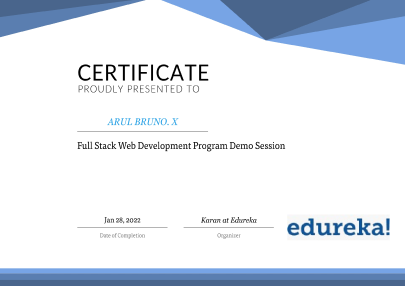 CERTIFICATE
PROUDLY PRESENTED TO
ARUL BRUNO. X
Full Stack Web Development Program Demo Session
Jan 28, 2022
Karan at Edureka
Date of Completion
Organizer
edureka!